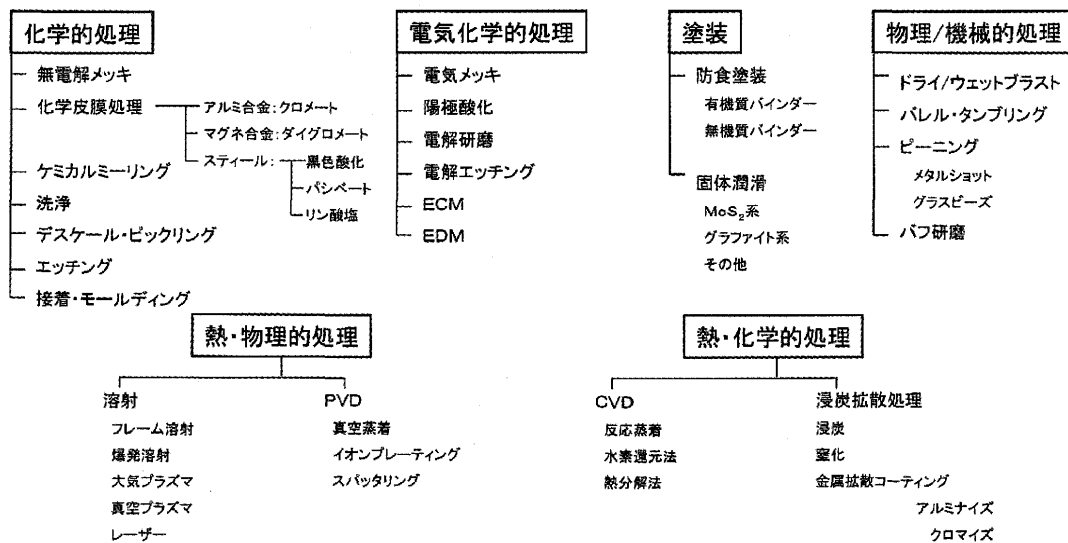 化学的処理
無電解メッキ
化学皮膜処理
アルミ合金:クロメート
マグネ合金:ダイグロメート
スティール:
黒色酸化
パシペート
リン酸塩
ケミカルミーリング
洗浄
デスケール・ピックリング
エッチング
接着・モールディング
電気化学的処理
電気メッキ
陽極酸化
電解研磨
電解エッチング
ECM
EDM
塗装
防食塗装
有機質バインダー
無機質バインダー
固体潤滑
MoS₂系
グラファイト系
その他
物理/機械的処理
ドライ/ウェットブラスト
バレル・タンブリング
ピーニング
メタルショット
グラスビーズ
バフ研磨
熱・物理的処理
溶射
フレーム溶射
爆発溶射
大気プラズマ
真空プラズマ
レーザー
PVD
真空蒸着
イオンプレーティング
スパッタリング
熱・化学的処理
CVD
反応蒸着
水素還元法
熱分解法
浸炭拡散処理
浸炭
窒化
金属拡散コーティング
アルミナイズ
クロマイズ